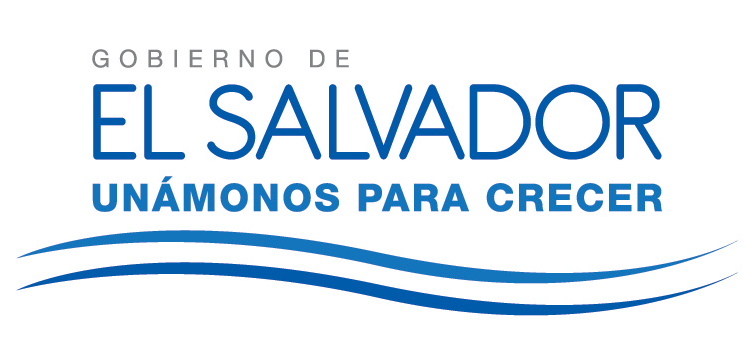 GOBIERNO DE
EL SALVADOR
UNÁMONOS PARA CRECER